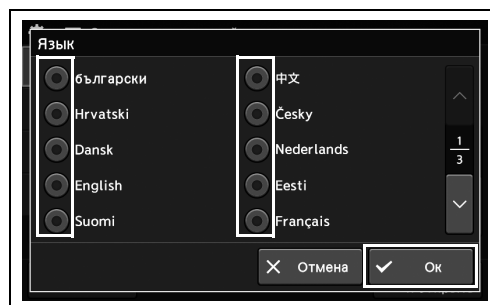 Язык
български
中文
Hrvatski
Česky
Dansk
Nederlands
1
3
English
Eesti
Suomi
Français
Отмена
Ок